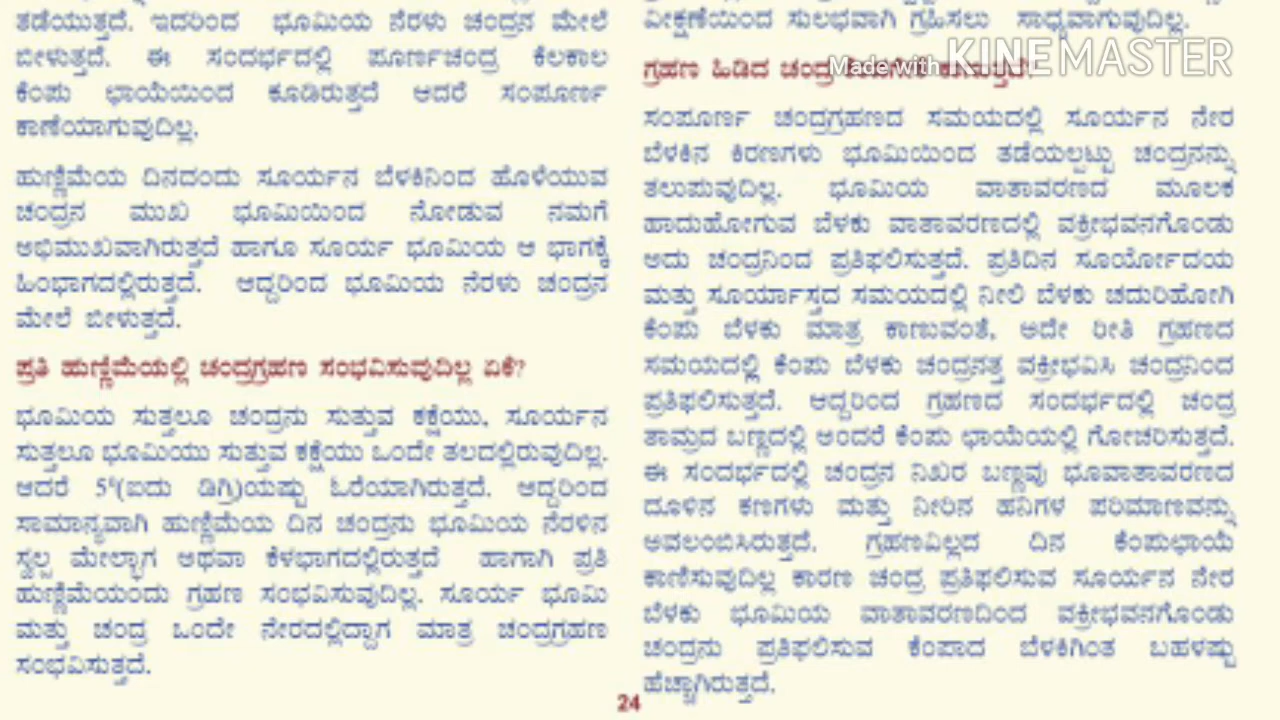 ತಡೆಯುತ್ತದೆ. ಇದರಿಂದ ಭೂಮಿಯ ನೆರಳು ಚಂದ್ರನ ಮೇಲೆ
ಬೀಳುತ್ತದೆ. ಈ ಸಂದರ್ಭದಲ್ಲಿ ಪೂರ್ಣಚಂದ್ರ ಕೆಲಕಾಲ
ಕೆಂಪು ಛಾಯೆಯಿಂದ ಕೂಡಿರುತ್ತದೆ ಆದರೆ ಸಂಪೂರ್ಣ
ಕಾಣೆಯಾಗುವುದಿಲ್ಲ.
ಹುಣ್ಣಿಮೆಯ ದಿನದಂದು ಸೂರ್ಯನ ಬೆಳಕಿನಿಂದ ಹೊಳೆಯುವ
ಚಂದ್ರನ ಮುಖ ಭೂಮಿಯಿಂದ ನೋಡುವ ನಮಗೆ
ಅಭಿಮುಖವಾಗಿರುತ್ತದೆ ಹಾಗೂ ಸೂರ್ಯ ಭೂಮಿಯ ಆ ಭಾಗಕ್ಕೆ
ಹಿಂಭಾಗದಲ್ಲಿರುತ್ತದೆ. ಆದ್ದರಿಂದ ಭೂಮಿಯ ನೆರಳು ಚಂದ್ರನ
ಮೇಲೆ ಬೀಳುತ್ತದೆ.
ಪ್ರತಿ ಹುಣ್ಣಿಮೆಯಲ್ಲಿ ಚಂದ್ರಗ್ರಹಣ ಸಂಭವಿಸುವುದಿಲ್ಲ ಏಕೆ?
ಭೂಮಿಯ ಸುತ್ತಲೂ ಚಂದ್ರನು ಸುತ್ತುವ ಕಕ್ಷೆಯು, ಸೂರ್ಯನ
ಸುತ್ತಲೂ ಭೂಮಿಯು ಸುತ್ತುವ ಕಕ್ಷೆಯು ಒಂದೇ ತಲದಲ್ಲಿರುವುದಿಲ್ಲ.
ಆದರೆ 5°(ಐದು ಡಿಗ್ರಿ)ಯಷ್ಟು ಓರೆಯಾಗಿರುತ್ತದೆ. ಆದ್ದರಿಂದ
ಸಾಮಾನ್ಯವಾಗಿ ಹುಣ್ಣಿಮೆಯ ದಿನ ಚಂದ್ರನು ಭೂಮಿಯ ನೆರಳಿನ
ಸ್ವಲ್ಪ ಮೇಲ್ಭಾಗ ಅಥವಾ ಕೆಳಭಾಗದಲ್ಲಿರುತ್ತದೆ ಹಾಗಾಗಿ ಪ್ರತಿ
ಹುಣ್ಣಿಮೆಯಂದು ಗ್ರಹಣ ಸಂಭವಿಸುವುದಿಲ್ಲ. ಸೂರ್ಯ ಭೂಮಿ
ಮತ್ತು ಚಂದ್ರ ಒಂದೇ ನೇರದಲ್ಲಿದ್ದಾಗ ಮಾತ್ರ ಚಂದ್ರಗ್ರಹಣ
ಸಂಭವಿಸುತ್ತದೆ.
ವೀಕ್ಷಣೆಯಿಂದ ಸುಲಭವಾಗಿ ಗ್ರಹಿಸಲು ಸಾಧ್ಯವಾಗುವುದಿಲ್ಲ.
ಗ್ರಹಣ ಹಿಡಿದ
Made with KINEMASTER
ಸಂಪೂರ್ಣ ಚಂದ್ರಗ್ರಹಣದ ಸಮಯದಲ್ಲಿ ಸೂರ್ಯನ ನೇರ
ಬೆಳಕಿನ ಕಿರಣಗಳು ಭೂಮಿಯಿಂದ ತಡೆಯಲ್ಪಟ್ಟು ಚಂದ್ರನನ್ನು
ತಲುಪುವುದಿಲ್ಲ. ಭೂಮಿಯ ವಾತಾವರಣದ ಮೂಲಕ
ಹಾದುಹೋಗುವ ಬೆಳಕು ವಾತಾವರಣದಲ್ಲಿ ವಕ್ರೀಭವನಗೊಂಡು
ಅದು ಚಂದ್ರನಿಂದ ಪ್ರತಿಫಲಿಸುತ್ತದೆ. ಪ್ರತಿದಿನ ಸೂರ್ಯೋದಯ
ಮತ್ತು ಸೂರ್ಯಾಸ್ತದ ಸಮಯದಲ್ಲಿ ನೀಲಿ ಬೆಳಕು ಚದುರಿಹೋಗಿ
ಕೆಂಪು ಬೆಳಕು ಮಾತ್ರ ಕಾಣುವಂತೆ, ಅದೇ ರೀತಿ ಗ್ರಹಣದ
ಸಮಯದಲ್ಲಿ ಕೆಂಪು ಬೆಳಕು ಚಂದ್ರನತ್ತ ವಕ್ರೀಭವಿಸಿ ಚಂದ್ರನಿಂದ
ಪ್ರತಿಫಲಿಸುತ್ತದೆ. ಆದ್ದರಿಂದ ಗ್ರಹಣದ ಸಂದರ್ಭದಲ್ಲಿ ಚಂದ್ರ
ತಾಮ್ರದ ಬಣ್ಣದಲ್ಲಿ ಅಂದರೆ ಕೆಂಪು ಛಾಯೆಯಲ್ಲಿ ಗೋಚರಿಸುತ್ತದೆ.
ಈ ಸಂದರ್ಭದಲ್ಲಿ ಚಂದ್ರನ ನಿಖರ ಬಣ್ಣವು ಭೂವಾತಾವರಣದ
ದೂಳಿನ ಕಣಗಳು ಮತ್ತು ನೀರಿನ ಹನಿಗಳ ಪರಿಮಾಣವನ್ನು
ಅವಲಂಬಿಸಿರುತ್ತದೆ. ಗ್ರಹಣವಿಲ್ಲದ ದಿನ ಕೆಂಪುಛಾಯೆ
ಕಾಣಿಸುವುದಿಲ್ಲ ಕಾರಣ ಚಂದ್ರ ಪ್ರತಿಫಲಿಸುವ ಸೂರ್ಯನ ನೇರ
ಬೆಳಕು ಭೂಮಿಯ ವಾತಾವರಣದಿಂದ ವಕ್ರೀಭವನಗೊಂಡು
ಚಂದ್ರನು ಪ್ರತಿಫಲಿಸುವ ಕೆಂಪಾದ ಬೆಳಕಿಗಿಂತ ಬಹಳಷ್ಟು
ಹೆಚ್ಚಾಗಿರುತ್ತದೆ.
24